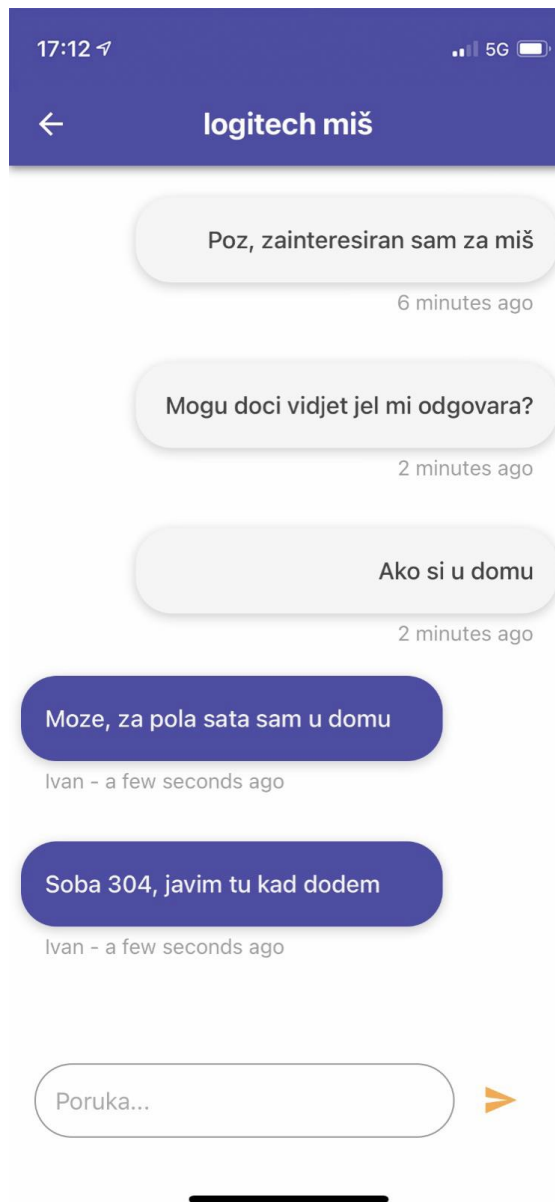 17:12
5G
logitech miš
Poz, zainteresiran sam za miš
6 minutes ago
Mogu doci vidjet jel mi odgovara?
2 minutes ago
Ako si u domu
2 minutes ago
Moze, za pola sata sam u domu
Ivan - a few seconds ago
Soba 304, javim tu kad dodem
Ivan - a few seconds ago
Poruka...